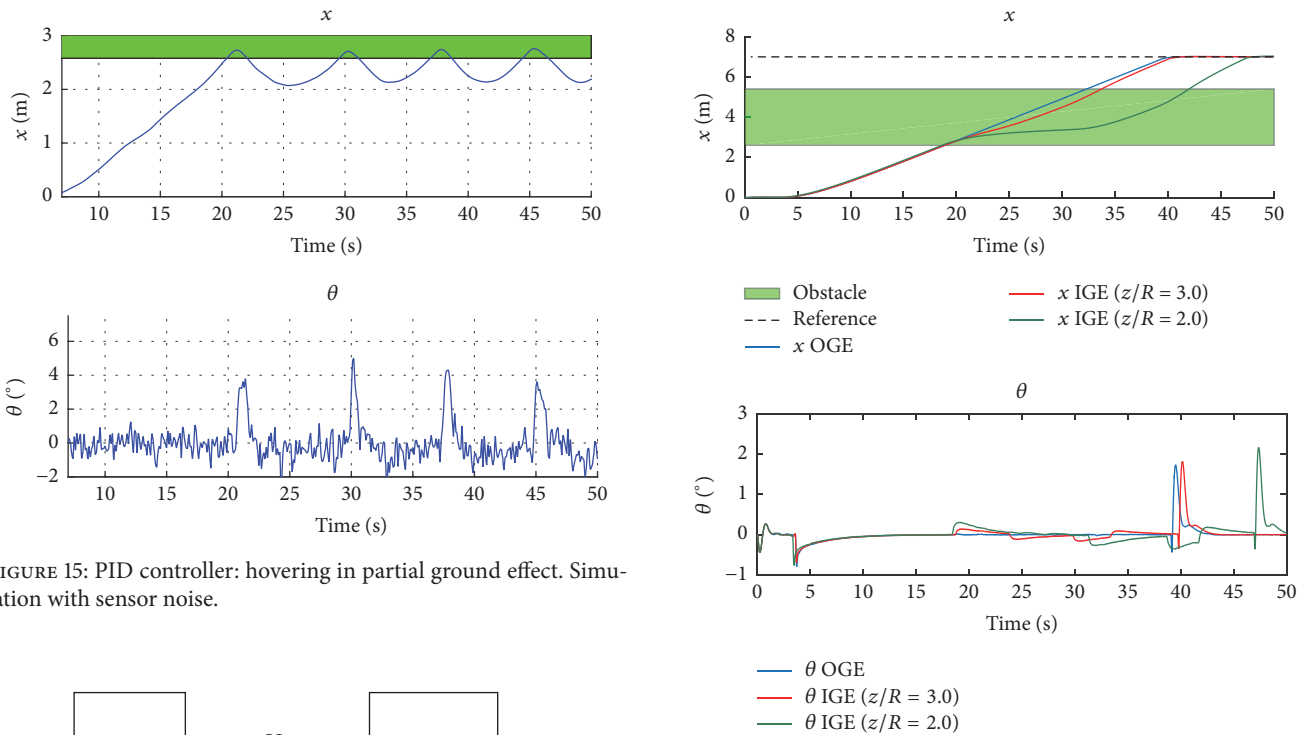 x
3
2
1
0
x (m)
10 15 20 25 30 35 40 45 50
Time (s)
θ
6
4
2
0
−2
θ (°)
10 15 20 25 30 35 40 45 50
Time (s)
IGURE 15: PID controller: hovering in partial ground effect. Simu-
ation with sensor noise.
x
8
6
4
2
0
x (m)
0 5 10 15 20 25 30 35 40 45 50
Time (s)
Obstacle
Reference
x OGE
x IGE (z/R = 3.0)
x IGE (z/R = 2.0)
θ
3
2
1
0
−1
θ (°)
0 5 10 15 20 25 30 35 40 45 50
Time (s)
θ OGE
θ IGE (z/R = 3.0)
θ IGE (z/R = 2.0)